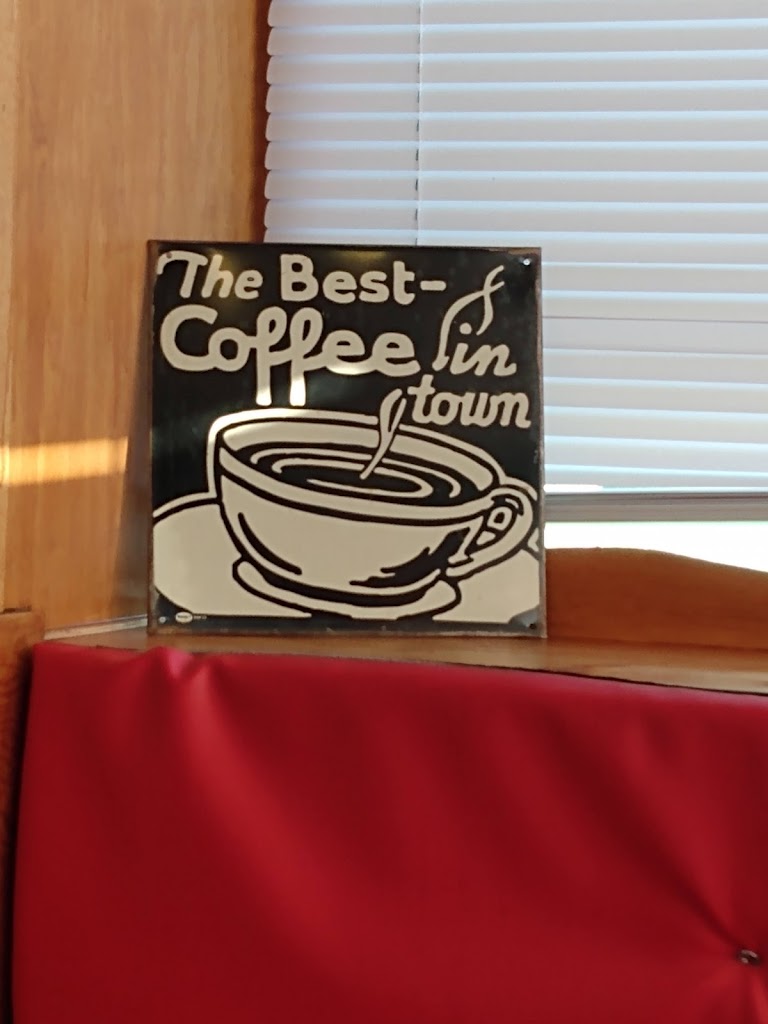 The Best-
Coffee in
town